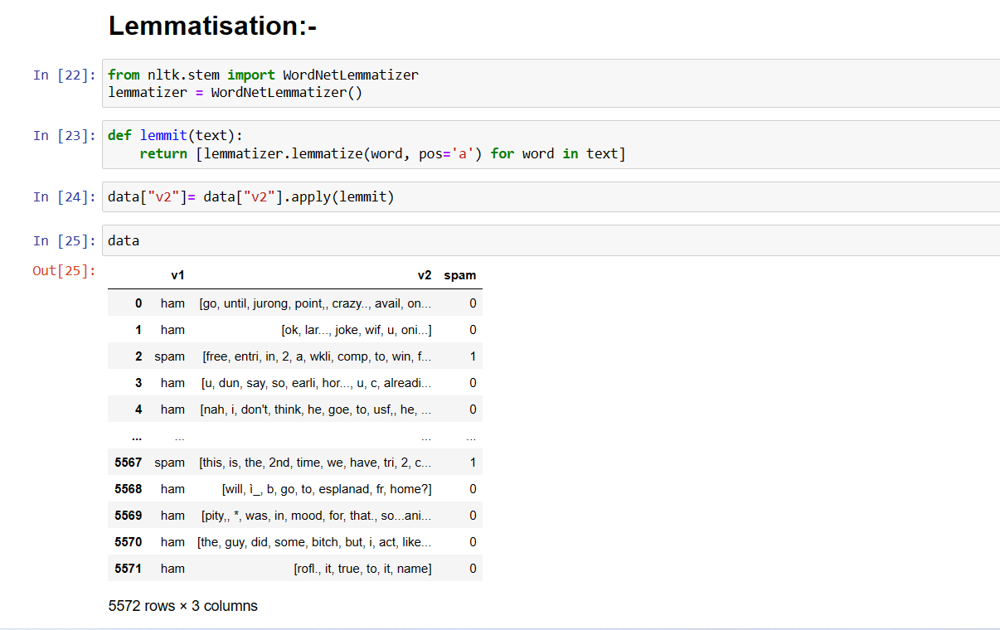 Lemmatisation:-
In [22]: from nltk.stem import WordNetLemmatizer
lemmatizer = WordNetLemmatizer()
In [23]: def lemmit(text):
    return [lemmatizer.lemmatize(word, pos='a') for word in text]
In [24]: data["v2"]= data["v2"].apply(lemmit)
In [25]: data
Out[25]:
v1 v2 spam
0 ham [go, until, jurong, point,, crazy.., avail, on... 0
1 ham [ok, lar..., joke, wif, u, oni...] 0
2 spam [free, entri, in, 2, a, wkli, comp, to, win, f... 1
3 ham [u, dun, say, so, earli, hor..., u, c, alreadi... 0
4 ham [nah, i, don't, think, he, goe, to, usf,, he, ... 0
... ... ... ...
5567 spam [this, is, the, 2nd, time, we, have, tri, 2, c... 1
5568 ham [will, ì_, b, go, to, esplanad, fr, home?] 0
5569 ham [pity,, *, was, in, mood, for, that., so...ani... 0
5570 ham [the, guy, did, some, bitch, but, i, act, like... 0
5571 ham [rofl., it, true, to, it, name] 0
5572 rows × 3 columns